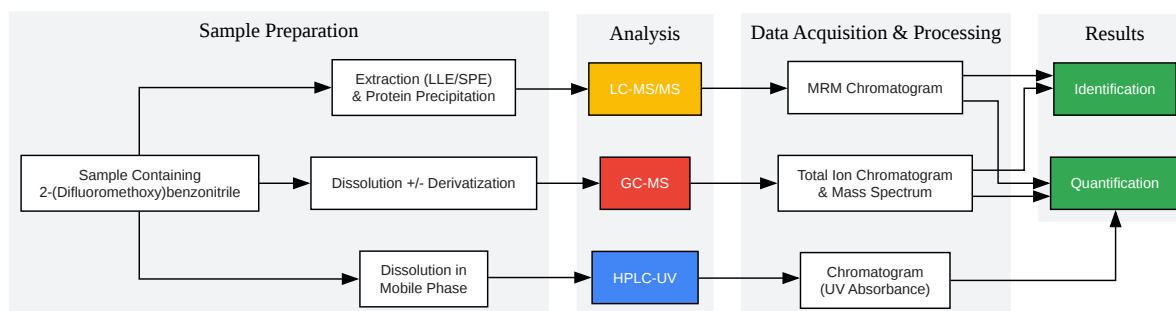 Sample Preparation
Analysis
Data Acquisition & Processing
Results
Extraction (LLE/SPE)
& Protein Precipitation
LC-MS/MS
MRM Chromatogram
Identification
Sample Containing
2-(Difluoromethoxy)benzonitrile
Dissolution +/- Derivatization
GC-MS
Total Ion Chromatogram
& Mass Spectrum
Quantification
Dissolution in
Mobile Phase
HPLC-UV
Chromatogram
(UV Absorbance)